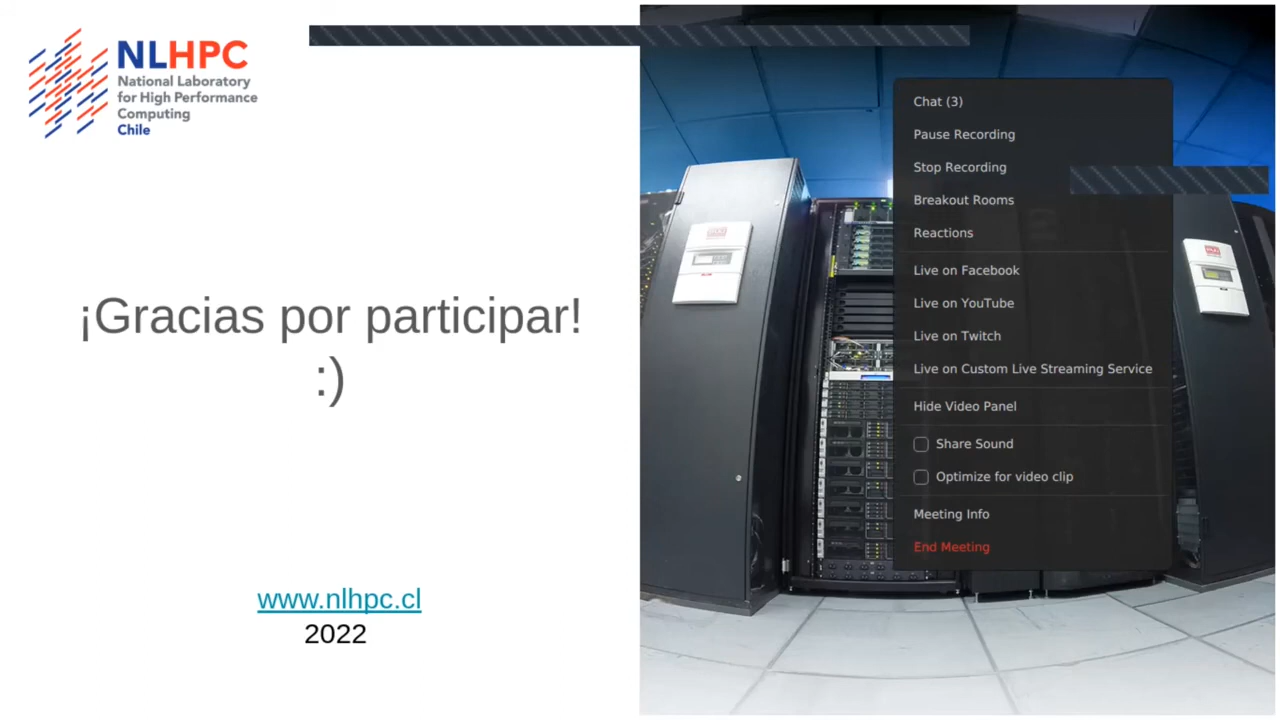 NLHPC
National Laboratory
for High Performance
Computing
Chile
¡Gracias por participar!
:)
www.nlhpc.cl
2022
Chat (3)
Pause Recording
Stop Recording
Breakout Rooms
Reactions
Live on Facebook
Live on YouTube
Live on Twitch
Live on Custom Live Streaming Service
Hide Video Panel
Share Sound
Optimize for video clip
Meeting Info
End Meeting